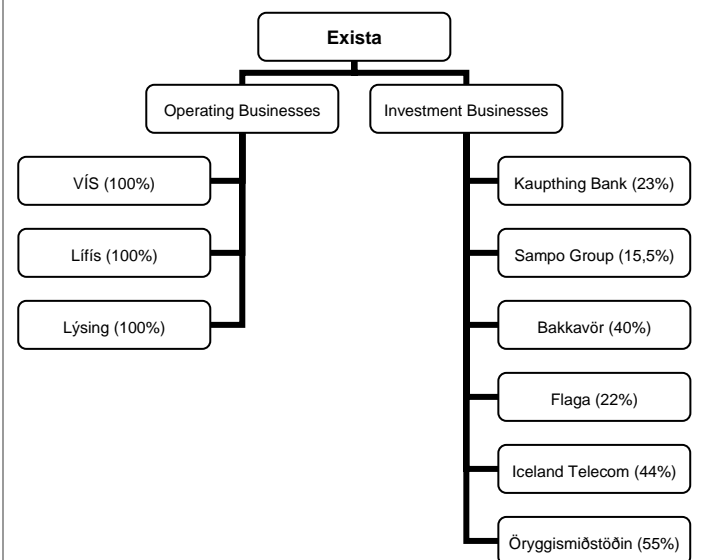 Exista
Operating Businesses
Investment Businesses
VÍS (100%)
Kaupthing Bank (23%)
Lífís (100%)
Sampo Group (15,5%)
Lýsing (100%)
Bakkavör (40%)
Flaga (22%)
Iceland Telecom (44%)
Öryggismiðstöðin (55%)